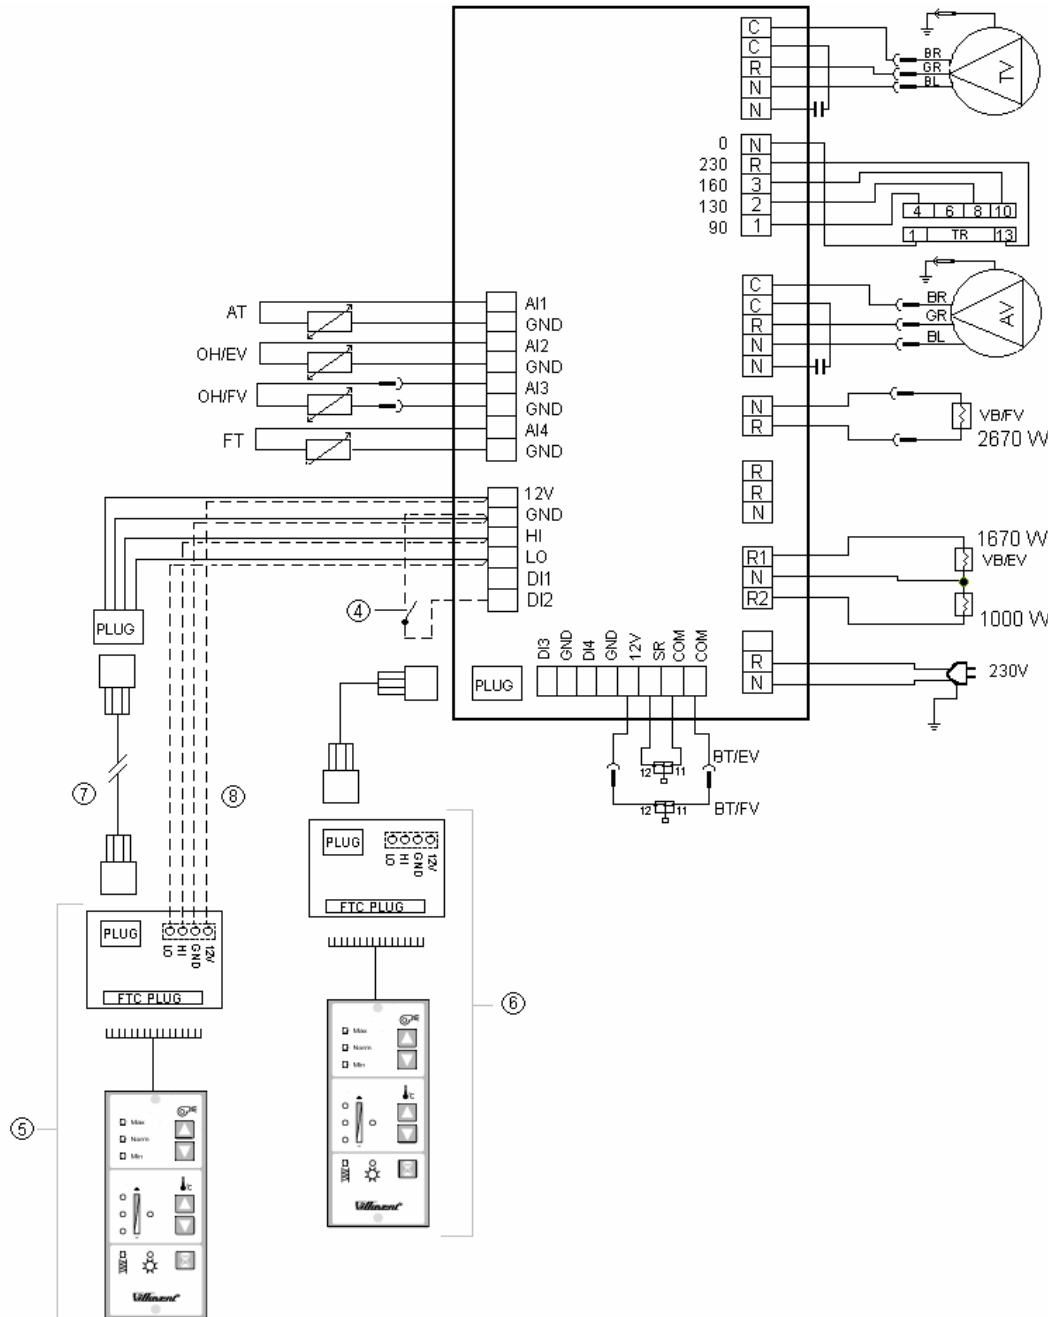 C
C
R
N
N
BR
GR
BL
TV
0 N
230 R
160 3
130 2
90 1
4 6 8 10
1 TR 13
C
C
R
N
N
BR
GR
BL
AV
AT
OH/EV
OH/FV
FT
AI1
GND
AI2
GND
AI3
GND
AI4
GND
N
R
VB/FV
2670 W
R
R
N
12V
GND
HI
LO
DI1
DI2
R1
N
R2
1670 W
VB/EV
1000 W
4
R
N
230V
PLUG
PLUG
DI3
GND
DI4
GND
12V
SR
COM
COM
12 11
BT/EV
12 11
BT/FV
7
8
PLUG
LO
HI
GND
12V
FTC PLUG
PLUG
LO
HI
GND
12V
FTC PLUG
6
Max
Norm
Min
°C
Villavent
5
Max
Norm
Min
°C
Villavent